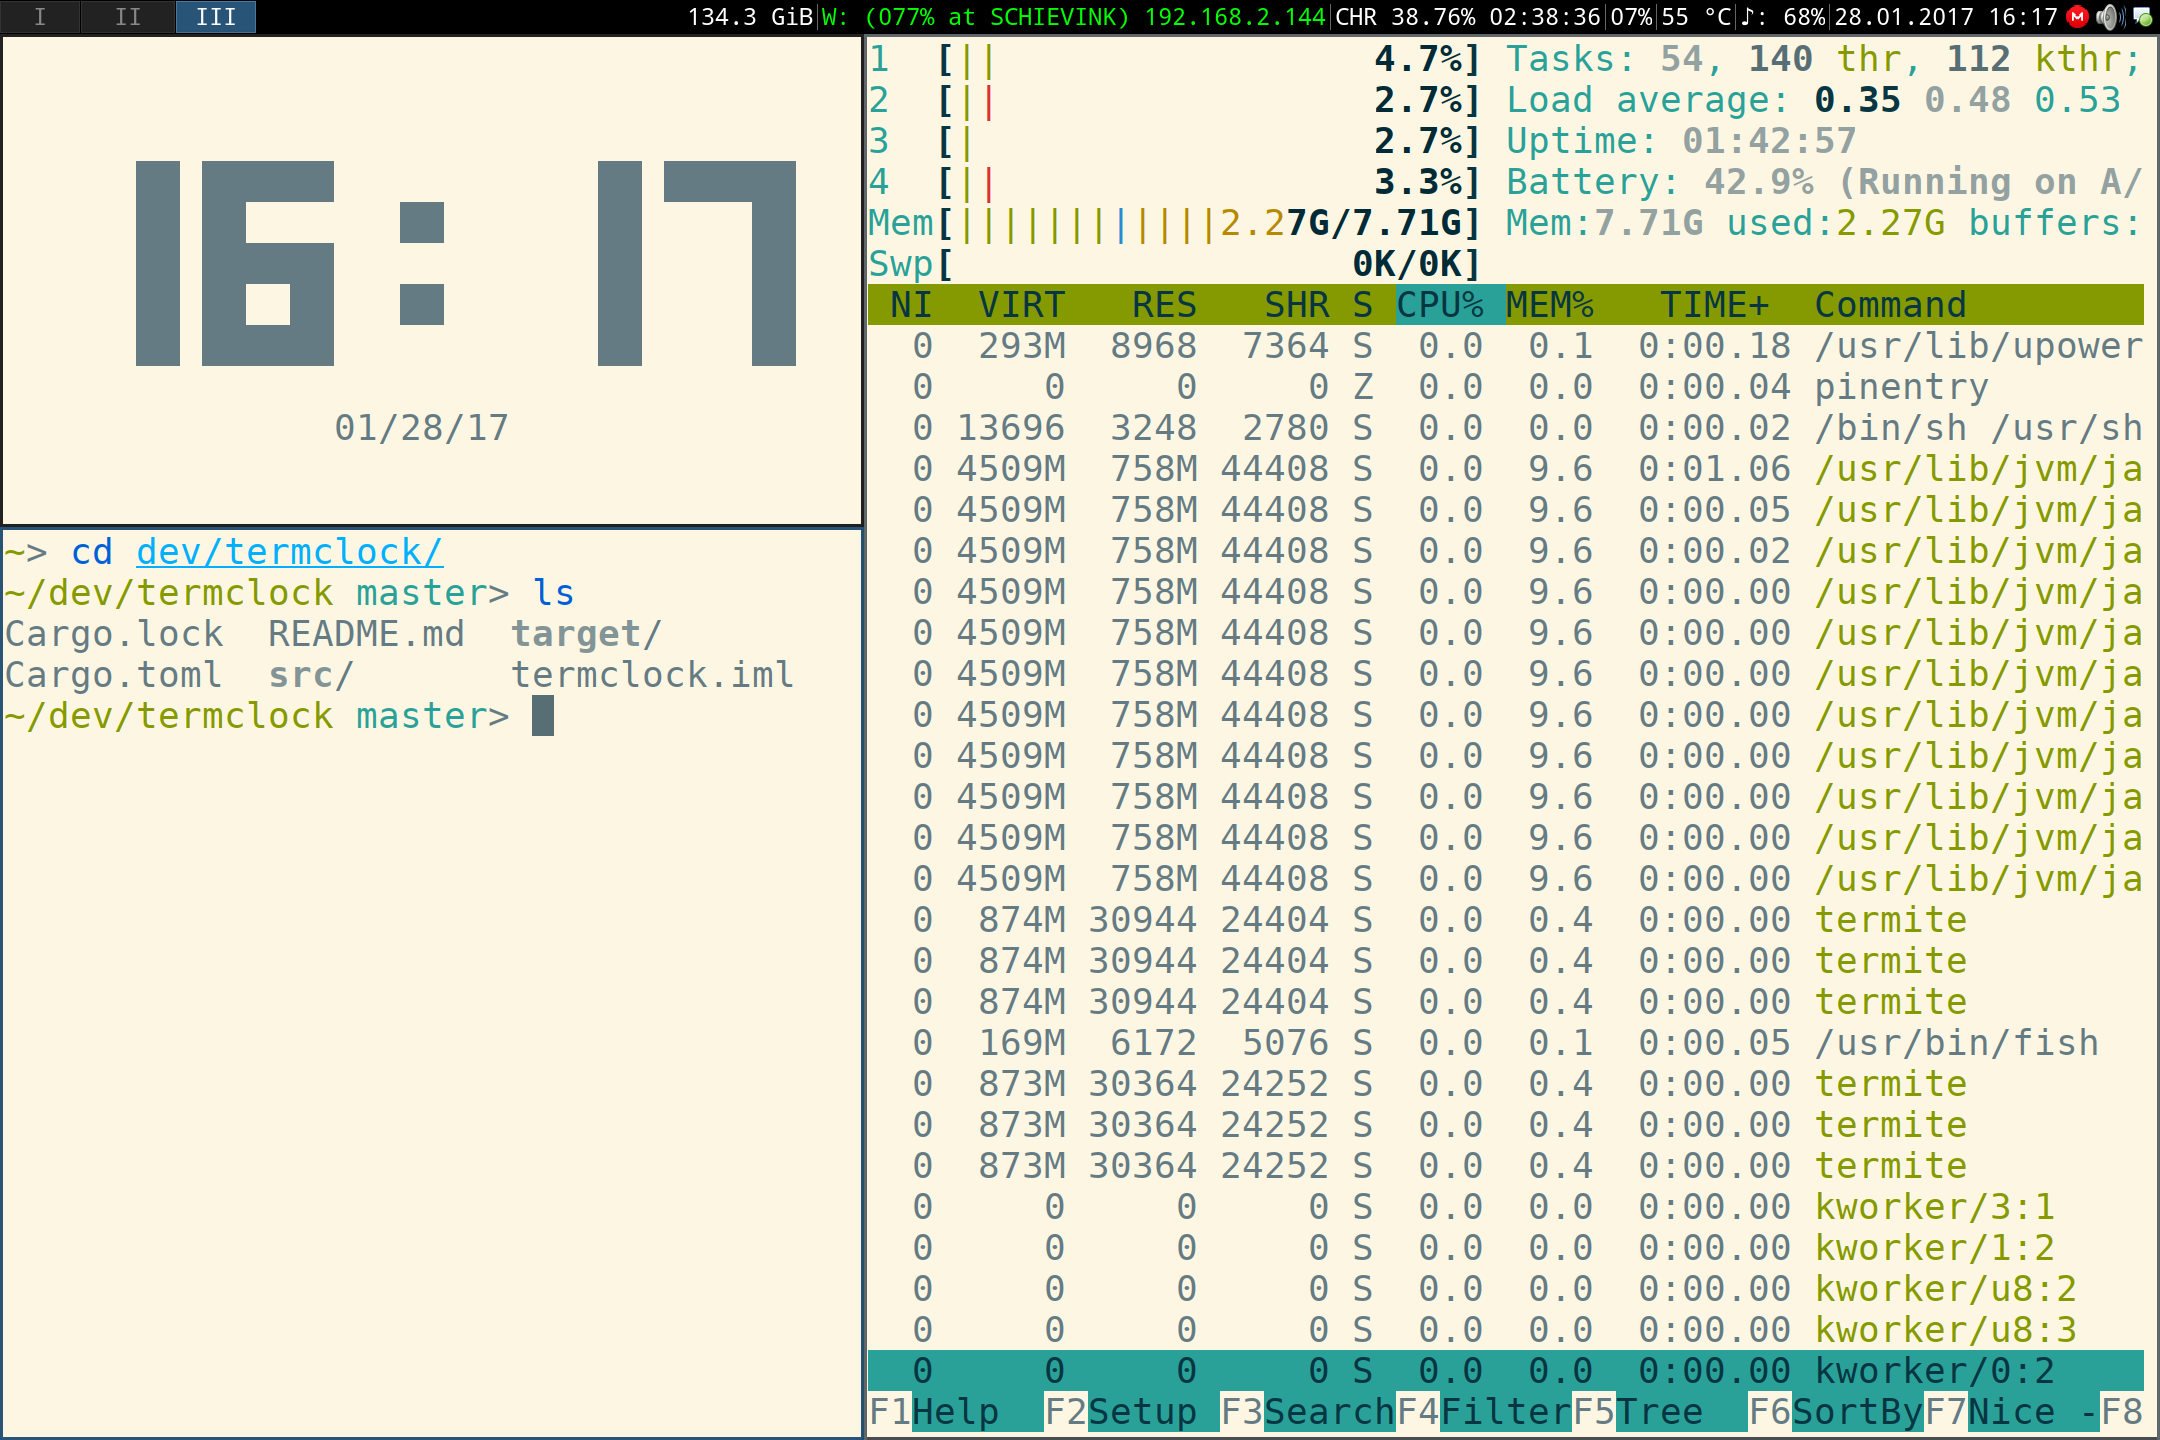 I II III 134.3 GiB|W: (077% at SCHIEVINK) 192.168.2.144|CHR 38.76% 02:38:36|07%|55 °C|♪: 68%|28.01.2017 16:17
16:17
01/28/17
~> cd dev/termclock/
~/dev/termclock master> ls
Cargo.lock README.md target/
Cargo.toml src/ termclock.iml
~/dev/termclock master>
1 [|| 4.7%] Tasks: 54, 140 thr, 112 kthr;
2 [|| 2.7%] Load average: 0.35 0.48 0.53
3 [| 2.7%] Uptime: 01:42:57
4 [|| 3.3%] Battery: 42.9% (Running on A/
Mem[||||||||||||2.27G/7.71G] Mem:7.71G used:2.27G buffers:
Swp[ 0K/0K]
NI VIRT RES SHR S CPU% MEM% TIME+ Command
0 293M 8968 7364 S 0.0 0.1 0:00.18 /usr/lib/upower
0 0 0 0 Z 0.0 0.0 0:00.04 pinentry
0 13696 3248 2780 S 0.0 0.0 0:00.02 /bin/sh /usr/sh
0 4509M 758M 44408 S 0.0 9.6 0:01.06 /usr/lib/jvm/ja
0 4509M 758M 44408 S 0.0 9.6 0:00.05 /usr/lib/jvm/ja
0 4509M 758M 44408 S 0.0 9.6 0:00.02 /usr/lib/jvm/ja
0 4509M 758M 44408 S 0.0 9.6 0:00.00 /usr/lib/jvm/ja
0 4509M 758M 44408 S 0.0 9.6 0:00.00 /usr/lib/jvm/ja
0 4509M 758M 44408 S 0.0 9.6 0:00.00 /usr/lib/jvm/ja
0 4509M 758M 44408 S 0.0 9.6 0:00.00 /usr/lib/jvm/ja
0 4509M 758M 44408 S 0.0 9.6 0:00.00 /usr/lib/jvm/ja
0 4509M 758M 44408 S 0.0 9.6 0:00.00 /usr/lib/jvm/ja
0 4509M 758M 44408 S 0.0 9.6 0:00.00 /usr/lib/jvm/ja
0 4509M 758M 44408 S 0.0 9.6 0:00.00 /usr/lib/jvm/ja
0 874M 30944 24404 S 0.0 0.4 0:00.00 termite
0 874M 30944 24404 S 0.0 0.4 0:00.00 termite
0 874M 30944 24404 S 0.0 0.4 0:00.00 termite
0 169M 6172 5076 S 0.0 0.1 0:00.05 /usr/bin/fish
0 873M 30364 24252 S 0.0 0.4 0:00.00 termite
0 873M 30364 24252 S 0.0 0.4 0:00.00 termite
0 873M 30364 24252 S 0.0 0.4 0:00.00 termite
0 0 0 0 S 0.0 0.0 0:00.00 kworker/3:1
0 0 0 0 S 0.0 0.0 0:00.00 kworker/1:2
0 0 0 0 S 0.0 0.0 0:00.00 kworker/u8:2
0 0 0 0 S 0.0 0.0 0:00.00 kworker/u8:3
0 0 0 0 S 0.0 0.0 0:00.00 kworker/0:2
F1Help F2Setup F3SearchF4FilterF5Tree F6SortByF7Nice -F8